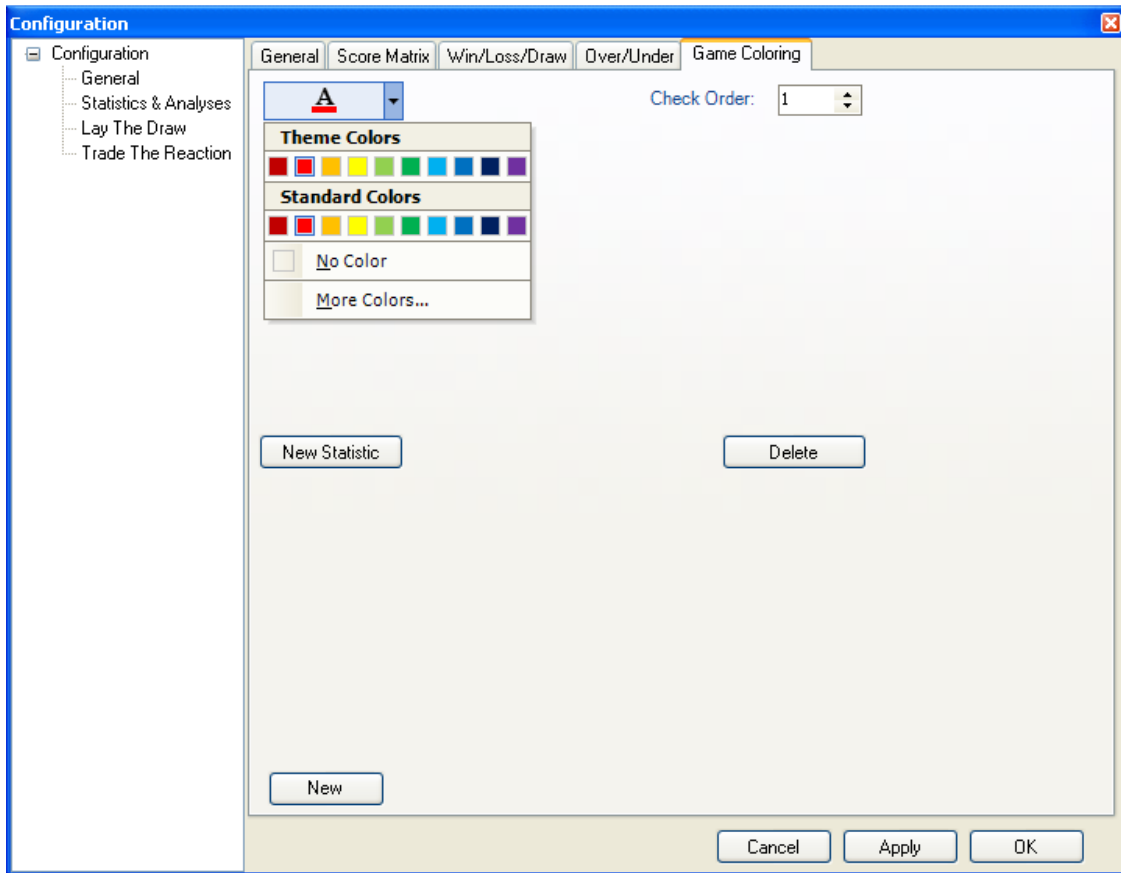 Configuration
Configuration
General
Statistics & Analyses
Lay The Draw
Trade The Reaction
General Score Matrix Win/Loss/Draw Over/Under Game Coloring
A
Check Order: 1
Theme Colors
Standard Colors
No Color
More Colors...
New Statistic Delete
New
Cancel Apply OK